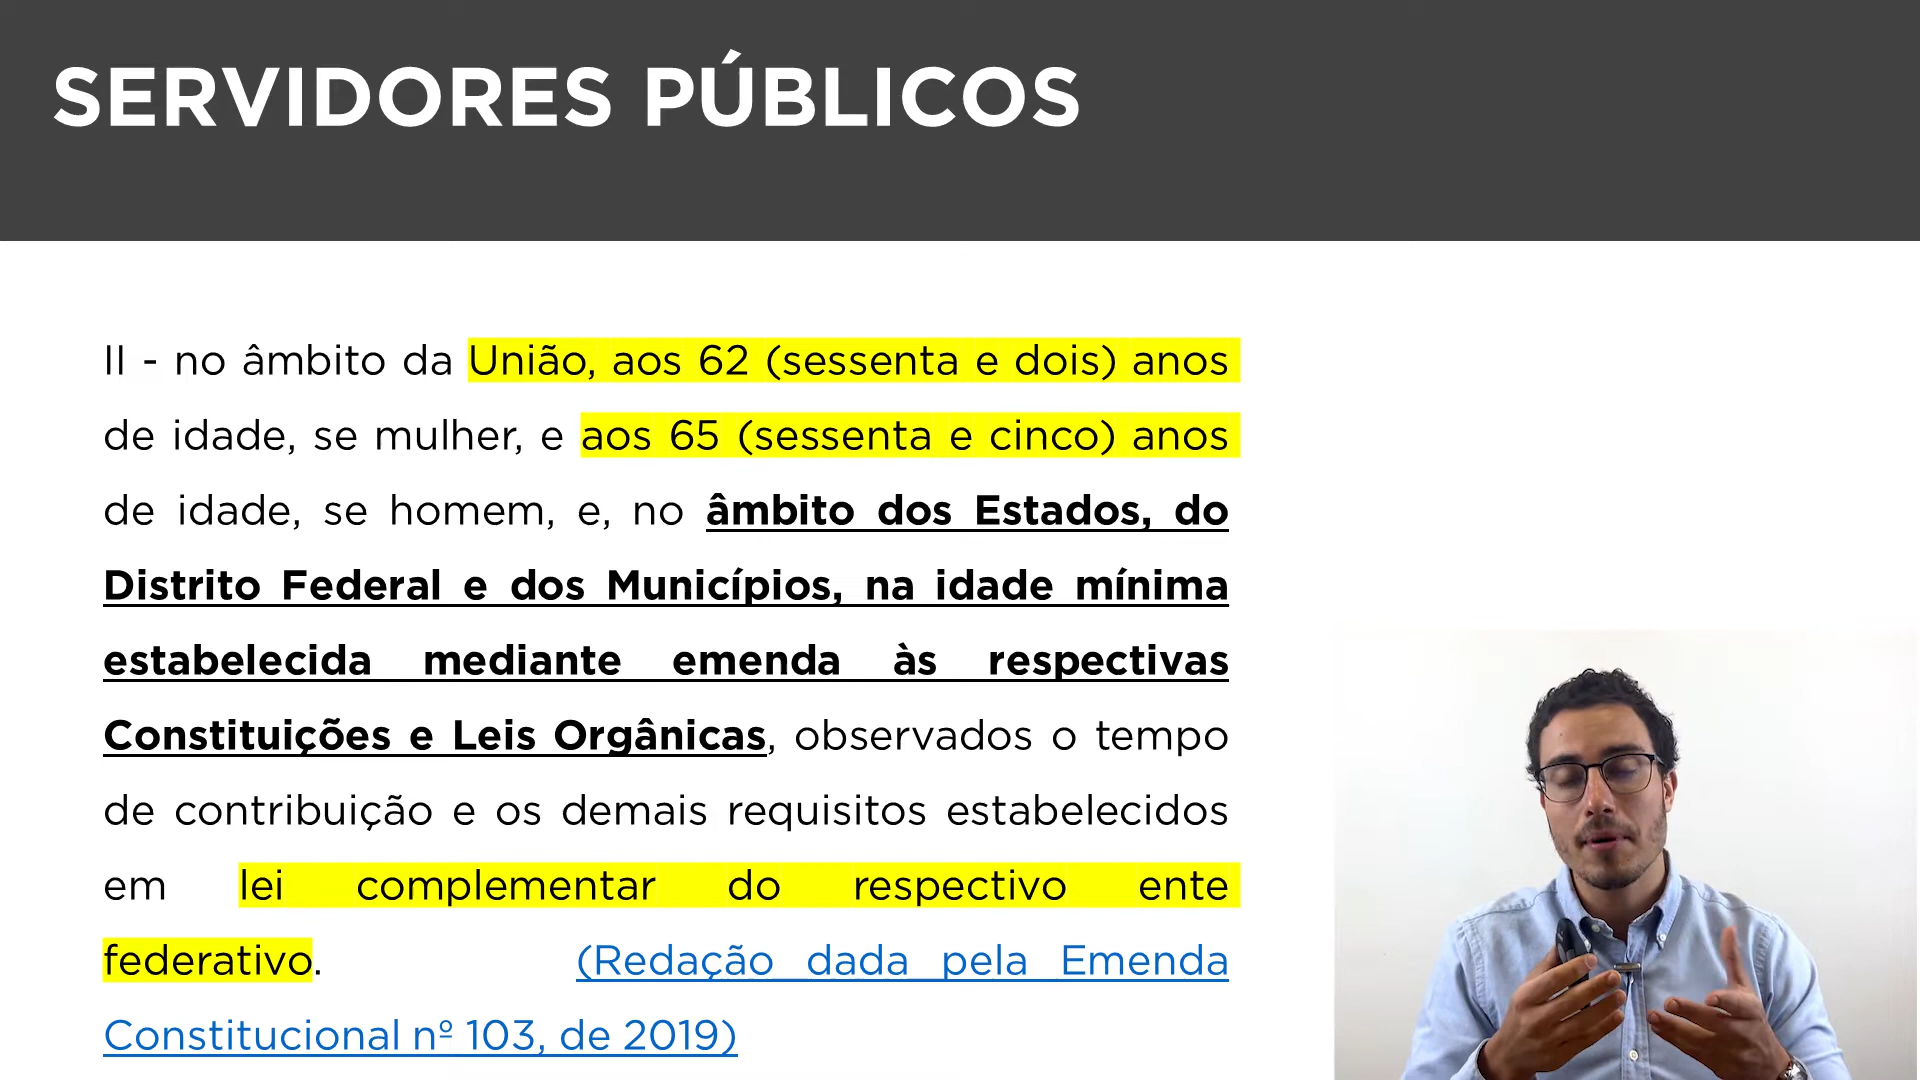 SERVIDORES PÚBLICOS
II - no âmbito da União, aos 62 (sessenta e dois) anos
de idade, se mulher, e aos 65 (sessenta e cinco) anos
de idade, se homem, e, no âmbito dos Estados, do
Distrito Federal e dos Municípios, na idade mínima
estabelecida mediante emenda às respectivas
Constituições e Leis Orgânicas, observados o tempo
de contribuição e os demais requisitos estabelecidos
em lei complementar do respectivo ente
federativo. (Redação dada pela Emenda
Constitucional nº 103, de 2019)